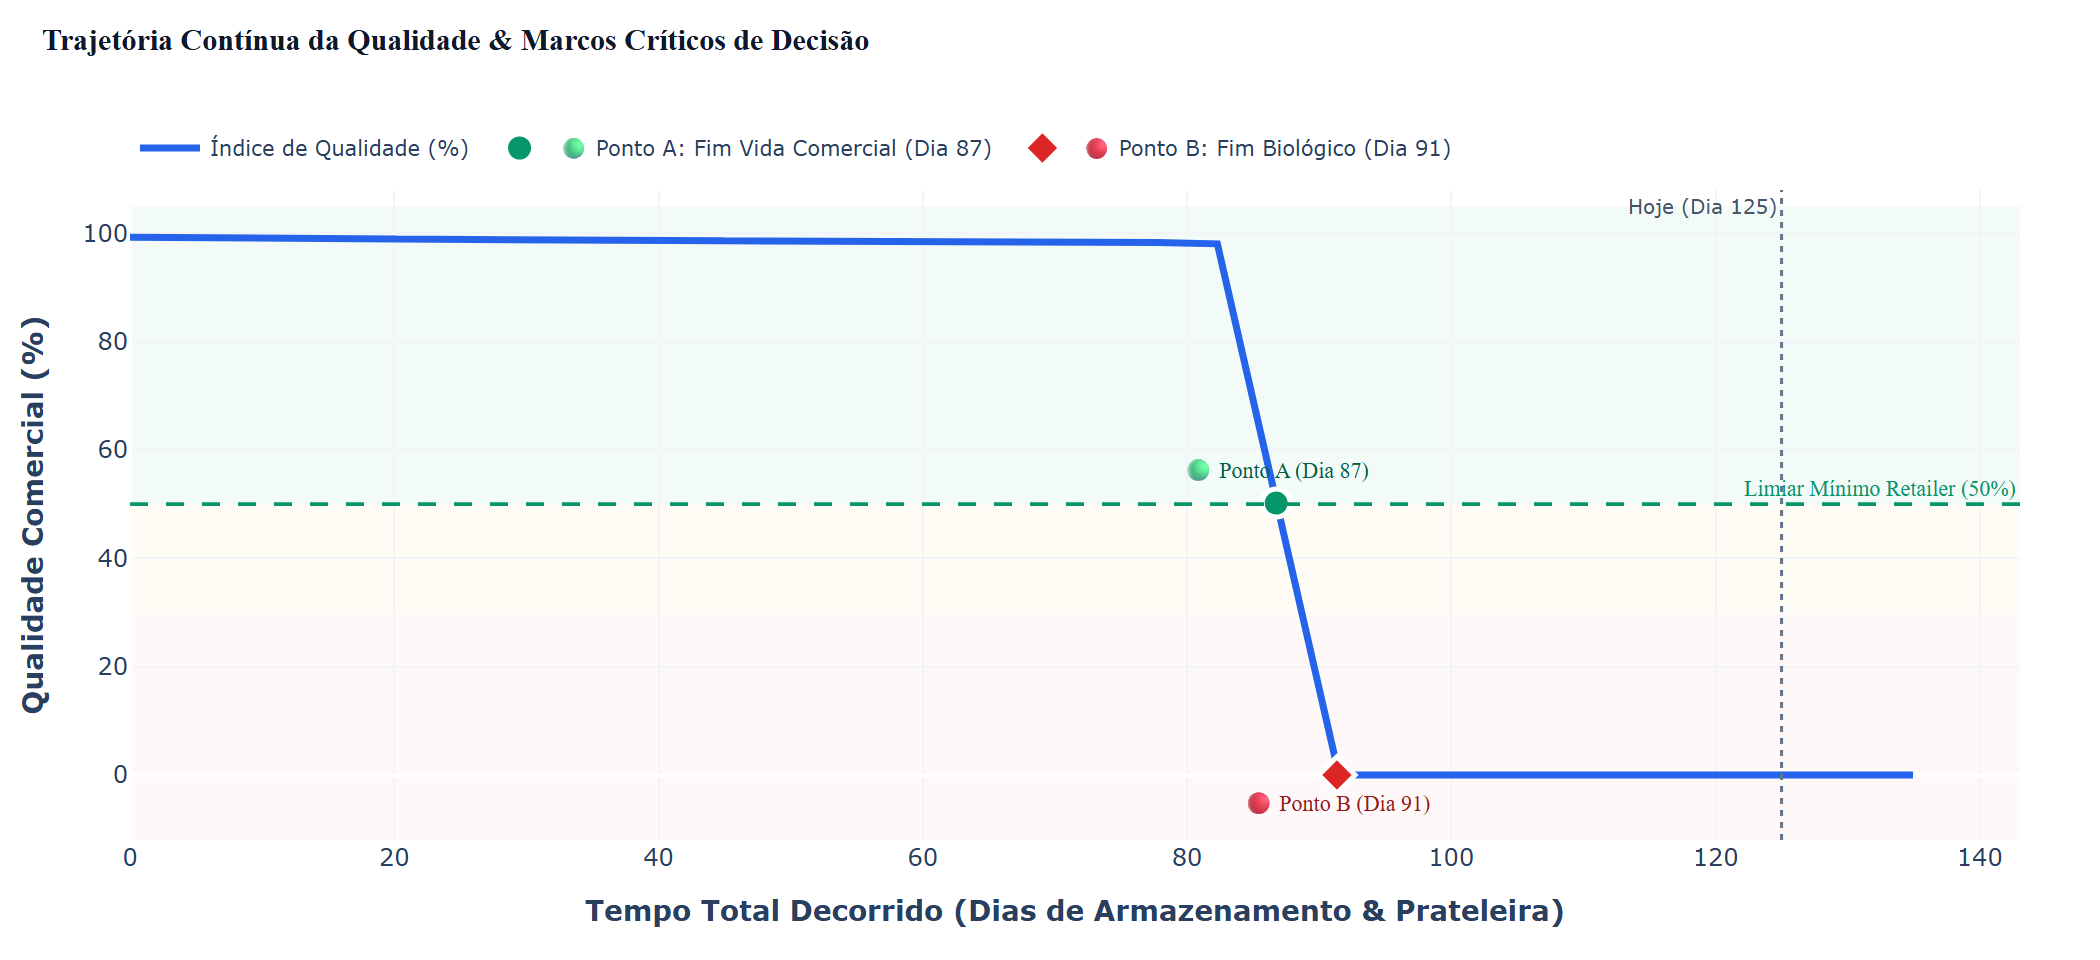 Trajetória Contínua da Qualidade & Marcos Críticos de Decisão
Índice de Qualidade (%)
Ponto A: Fim Vida Comercial (Dia 87)
Ponto B: Fim Biológico (Dia 91)
Hoje (Dia 125)
100
80
60
40
20
0
Qualidade Comercial (%)
Ponto A (Dia 87)
Limiar Mínimo Retailer (50%)
Ponto B (Dia 91)
0 20 40 60 80 100 120 140
Tempo Total Decorrido (Dias de Armazenamento & Prateleira)